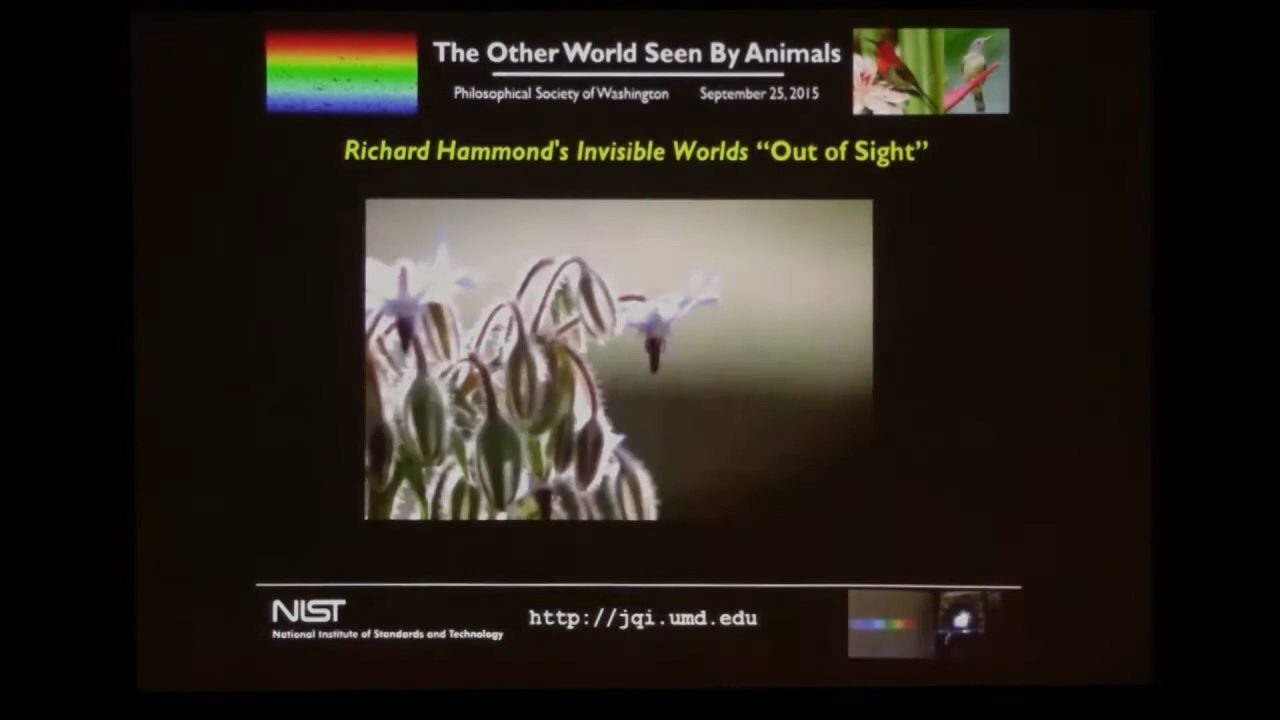 The Other World Seen By Animals
Philosophical Society of Washington September 25, 2015
Richard Hammond's Invisible Worlds “Out of Sight”
NIST
National Institute of Standards and Technology
http://jqi.umd.edu